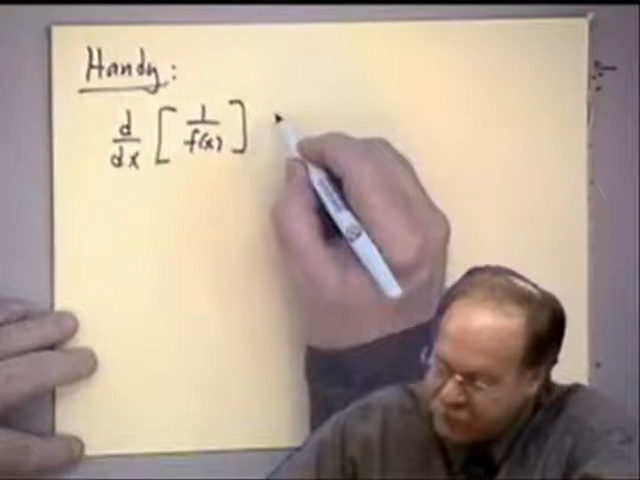 Handy:
d/dx [ 1/f(x) ]